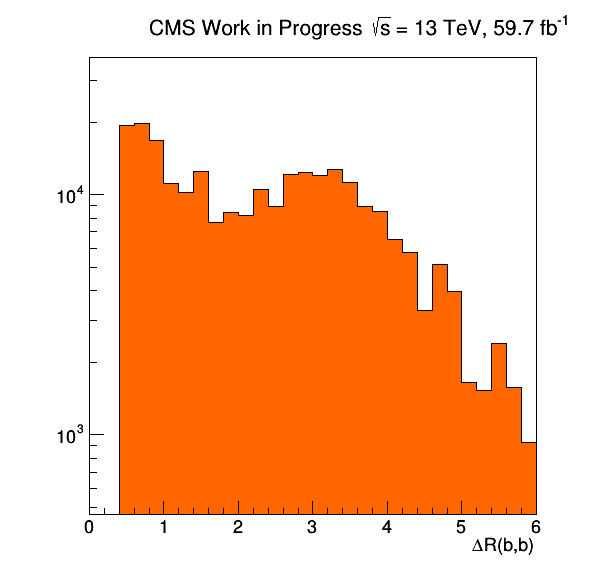 CMS Work in Progress √s = 13 TeV, 59.7 fb⁻¹
10⁴
10³
0 1 2 3 4 5 6
ΔR(b,b)